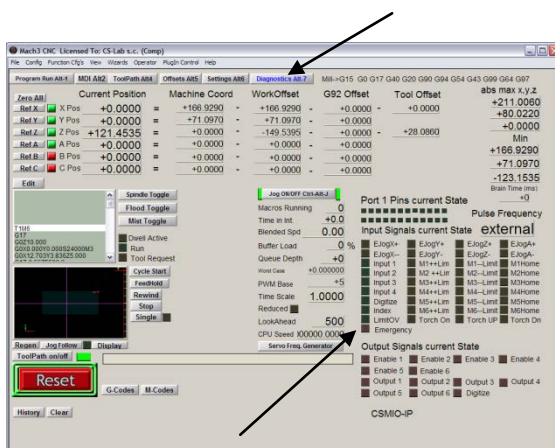 Mach3 CNC Licensed To: CS-Lab s.c. (Comp)
File Config Function Cfg's View Wizards Operator PlugIn Control Help
Program Run Alt-1 MDI Alt2 ToolPath Alt4 Offsets Alt5 Settings Alt6 Diagnostics Alt-7 Mill->G15 G0 G17 G40 G20 G90 G94 G54 G43 G99 G64 G97
Zero All Current Position Machine Coord WorkOffset G92 Offset Tool Offset abs max x,y,z
Ref X X Pos +0.0000 = +166.9290 - +166.9290 - +0.0000 - +0.0000 +211.0060
Ref Y Y Pos +0.0000 = +71.0970 - +71.0970 - +0.0000 +80.0220
Ref Z Z Pos +121.4535 = +0.0000 - -149.5395 - +0.0000 - +28.0860 +0.0000
Ref A A Pos +0.0000 = +0.0000 - +0.0000 - +0.0000 Min
Ref B B Pos +0.0000 = +0.0000 - +0.0000 - +0.0000 +166.9290
Ref C C Pos +0.0000 = +0.0000 - +0.0000 - +0.0000 +71.0970
-123.1535
Edit
Brain Time (ms)
+0
T1M6
G17
G0Z10.000
G0X0.000Y0.000S24000M3
G0X12.703Y3.836Z5.000
Spindle Toggle
Flood Toggle
Mist Toggle
Dwell Active
Run
Tool Request
Cycle Start
FeedHold
Rewind
Stop
Single
Regen Jog Follow Display
ToolPath on/off
Reset
G-Codes M-Codes
History Clear
Jog ON/OFF Ctrl-Alt-J
Macros Running 0
Time in Int. +0.0
Blended Spd 0.00
Buffer Load 0 %
Queue Depth +0
Worst Case +0.000000
PWM Base +5
Time Scale 1.0000
Reduced
LookAhead 500
CPU Speed
Servo Freq. Generator
Port 1 Pins current State
Pulse Frequency
Input Signals current State external
EJogX+ EJogY+ EJogZ+ EJogA+
EJogX-- EJogY- EJogZ- EJogA-
Input 1 M1++Lim M1--Limit M1Home
Input 2 M2 ++Lim M2--Limit M2Home
Input 3 M3++Lim M3--Limit M3Home
Input 4 M4++Lim M4--Limit M4Home
Digitize M5++Lim M5--Limit M5Home
Index M6++Lim M6--Limit M6Home
LimitOV Torch On Torch UP Torch On
Emergency
Output Signals current State
Enable 1 Enable 2 Enable 3 Enable 4
Enable 5 Enable 6
Output 1 Output 2 Output 3 Output 4
Output 5 Output 6 Digitize
CSMIO-IP